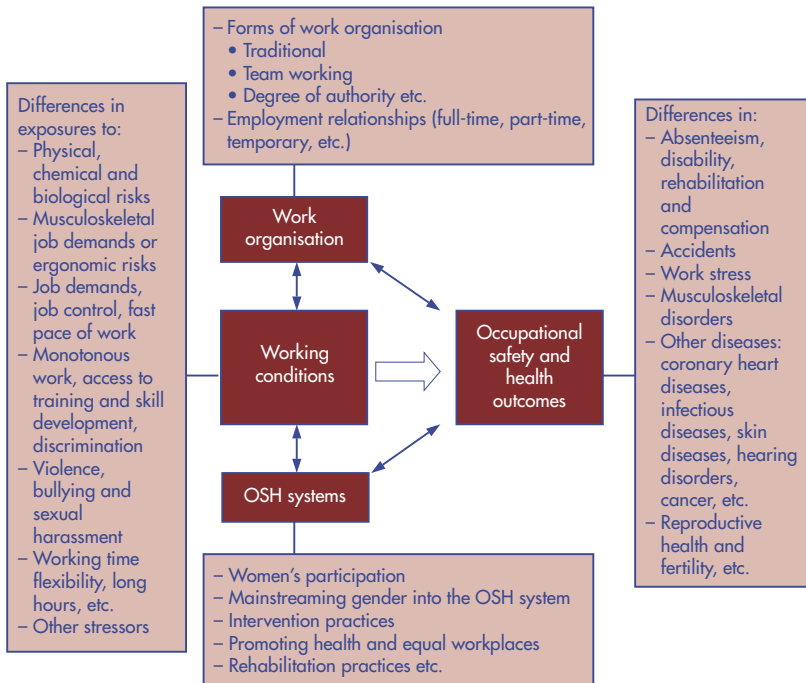 – Forms of work organisation
• Traditional
• Team working
• Degree of authority etc.
– Employment relationships (full-time, part-time,
temporary, etc.)
Differences in
exposures to:
– Physical,
chemical and
biological risks
– Musculoskeletal
job demands or
ergonomic risks
– Job demands,
job control, fast
pace of work
– Monotonous
work, access to
training and skill
development,
discrimination
– Violence,
bullying and
sexual
harassment
– Working time
flexibility, long
hours, etc.
– Other stressors
Work
organisation
Working
conditions
OSH systems
Occupational
safety and
health
outcomes
Differences in:
– Absenteeism,
disability,
rehabilitation
and
compensation
– Accidents
– Work stress
– Musculoskeletal
disorders
– Other diseases:
coronary heart
diseases,
infectious
diseases, skin
diseases, hearing
disorders,
cancer, etc.
– Reproductive
health and
fertility, etc.
– Women’s participation
– Mainstreaming gender into the OSH system
– Intervention practices
– Promoting health and equal workplaces
– Rehabilitation practices etc.